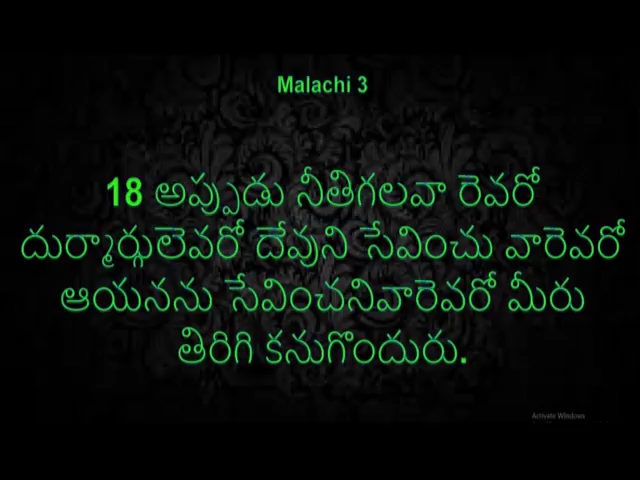 Malachi 3
18 అప్పుడు నీతిగలవా రెవరో
దుర్మార్గులెవరో దేవుని సేవించు వారెవరో
ఆయనను సేవించనివారెవరో మీరు
తిరిగి కనుగొందురు.
Activate Windows